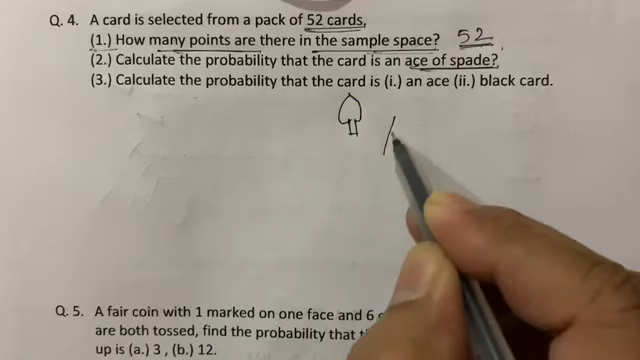 Q. 4. A card is selected from a pack of 52 cards,
(1.) How many points are there in the sample space? 52
(2.) Calculate the probability that the card is an ace of spade?
(3.) Calculate the probability that the card is (i.) an ace (ii.) black card.
Q. 5. A fair coin with 1 marked on one face and 6
are both tossed, find the probability that
up is (a.) 3 , (b.) 12.